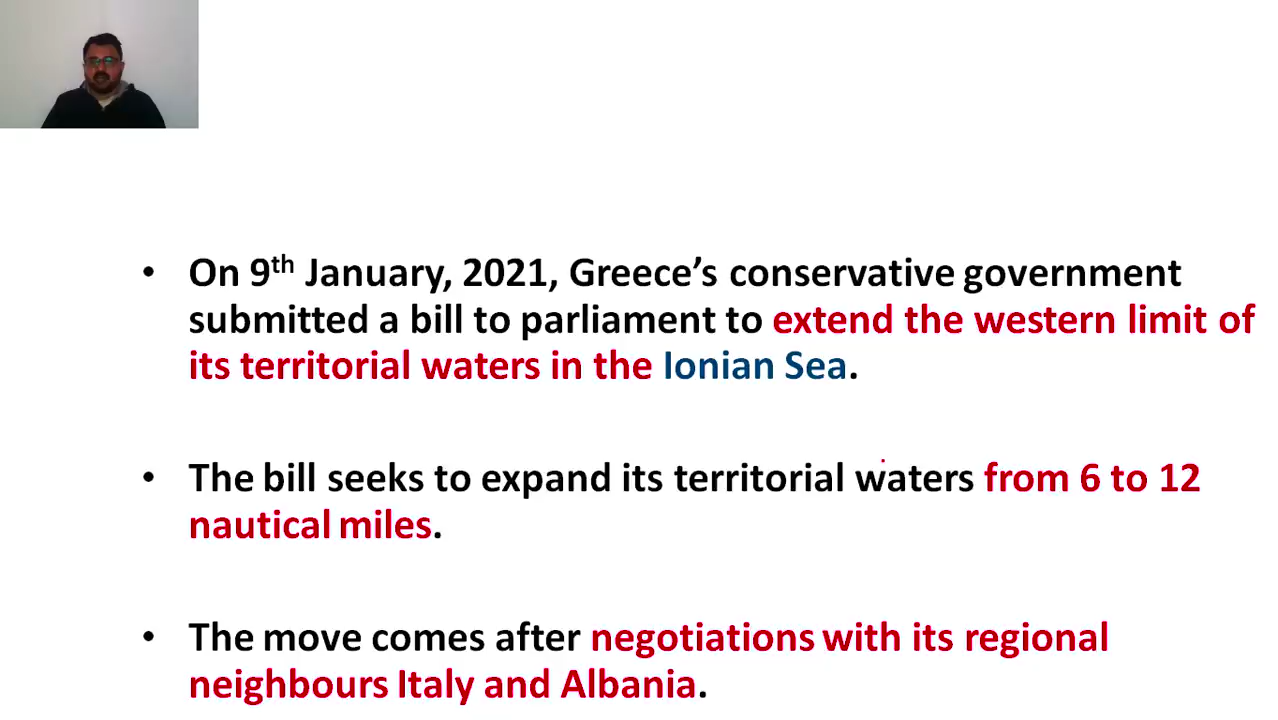 • On 9th January, 2021, Greece’s conservative government
submitted a bill to parliament to extend the western limit of
its territorial waters in the Ionian Sea.
• The bill seeks to expand its territorial waters from 6 to 12
nautical miles.
• The move comes after negotiations with its regional
neighbours Italy and Albania.